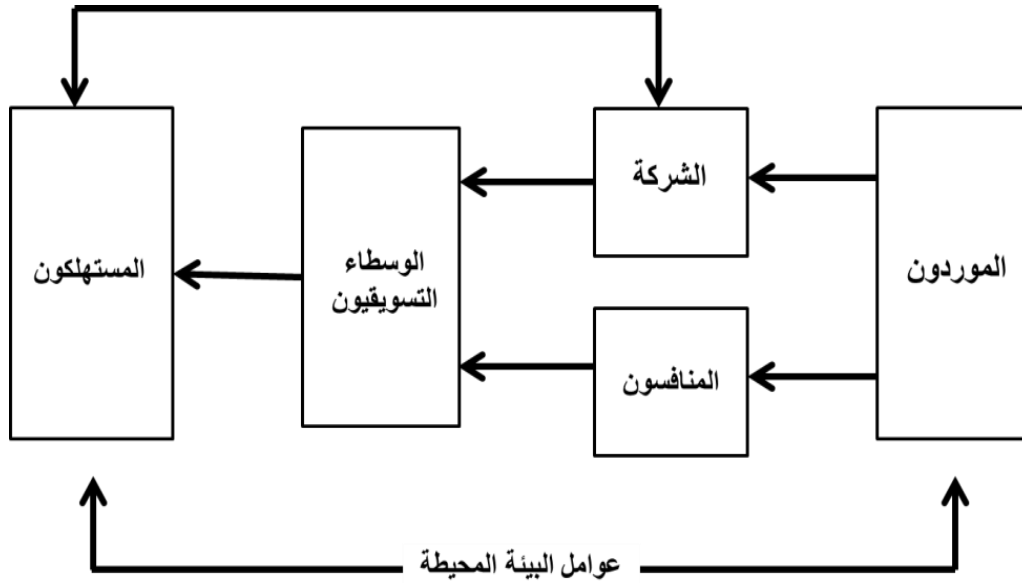 الموردون
الشركة
المنافسون
الوسطاء
التسويقيون
المستهلكون
عوامل البيئة المحيطة